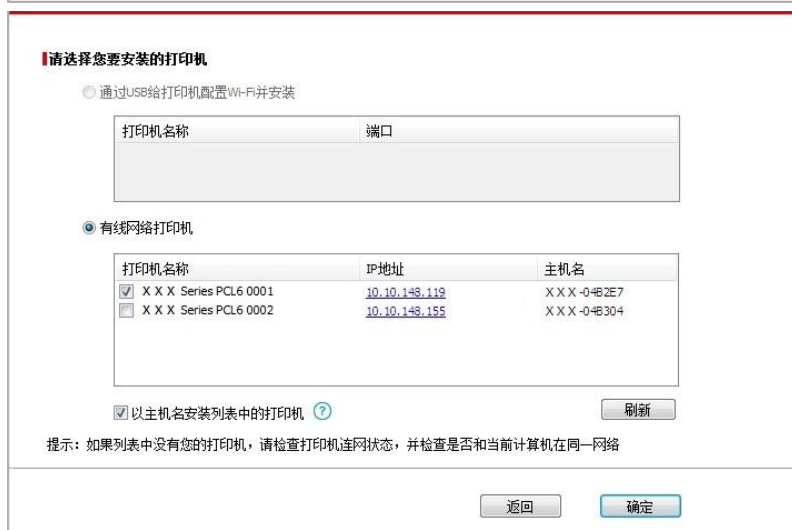 请选择您要安装的打印机
通过USB给打印机配置Wi-Fi并安装
打印机名称 端口
有线网络打印机
打印机名称 IP地址 主机名
X X X Series PCL6 0001 10.10.148.119 X X X -04B2E7
X X X Series PCL6 0002 10.10.148.155 X X X -04B304
以主机名安装列表中的打印机 ? 刷新
提示：如果列表中没有您的打印机，请检查打印机连网状态，并检查是否和当前计算机在同一网络
返回 确定